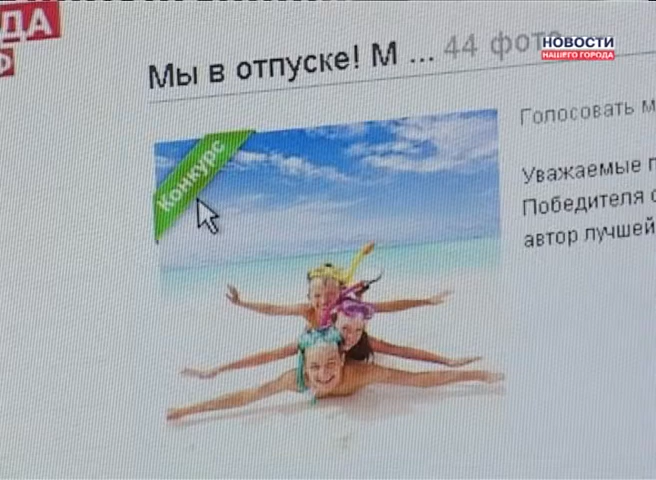 ДА
НОВОСТИ
НАШЕГО ГОРОДА
Мы в отпуске! М ... 44 фото
Конкурс
Голосовать м
Уважаемые п
Победителя о
автор лучшей